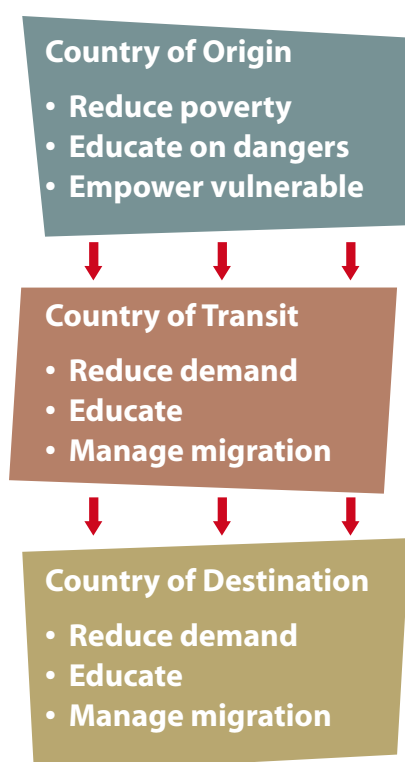 Country of Origin
• Reduce poverty
• Educate on dangers
• Empower vulnerable
Country of Transit
• Reduce demand
• Educate
• Manage migration
Country of Destination
• Reduce demand
• Educate
• Manage migration